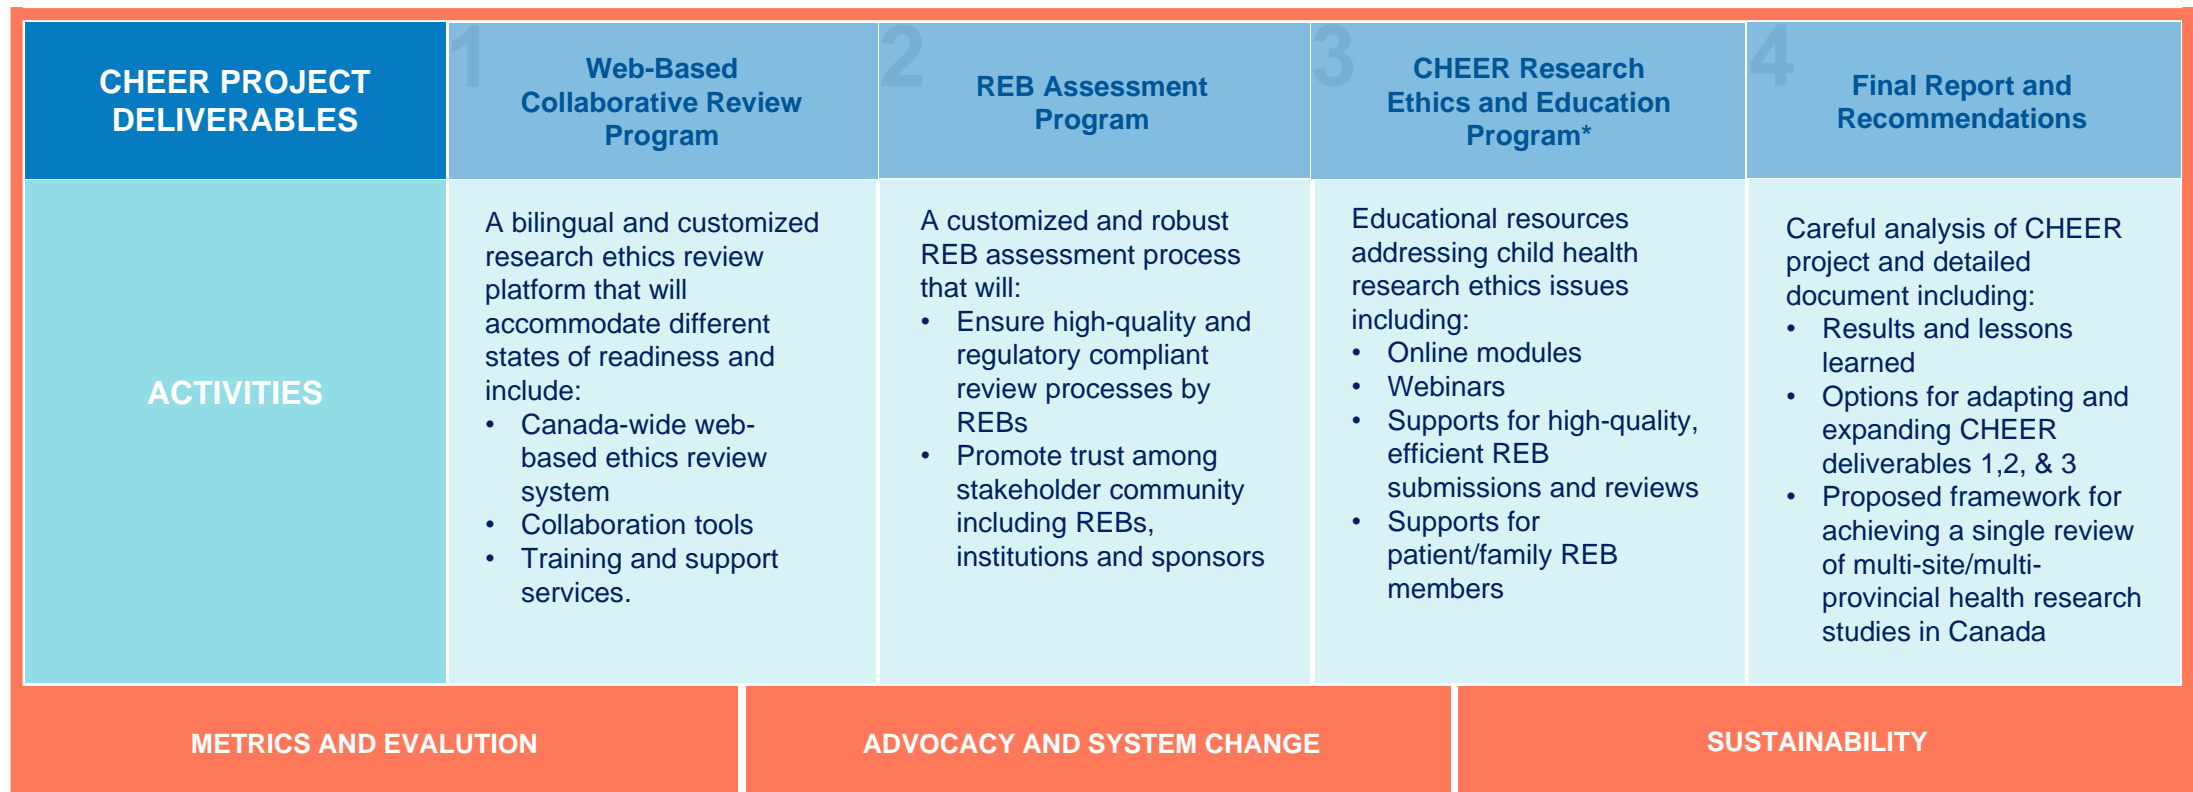 CHEER PROJECT
DELIVERABLES
1
Web-Based
Collaborative Review
Program
2
REB Assessment
Program
3
CHEER Research
Ethics and Education
Program*
4
Final Report and
Recommendations
ACTIVITIES
A bilingual and customized
research ethics review
platform that will
accommodate different
states of readiness and
include:
• Canada-wide web-
based ethics review
system
• Collaboration tools
• Training and support
services.
A customized and robust
REB assessment process
that will:
• Ensure high-quality and
regulatory compliant
review processes by
REBs
• Promote trust among
stakeholder community
including REBs,
institutions and sponsors
Educational resources
addressing child health
research ethics issues
including:
• Online modules
• Webinars
• Supports for high-quality,
efficient REB
submissions and reviews
• Supports for
patient/family REB
members
Careful analysis of CHEER
project and detailed
document including:
• Results and lessons
learned
• Options for adapting and
expanding CHEER
deliverables 1,2, & 3
• Proposed framework for
achieving a single review
of multi-site/multi-
provincial health research
studies in Canada
METRICS AND EVALUTION
ADVOCACY AND SYSTEM CHANGE
SUSTAINABILITY